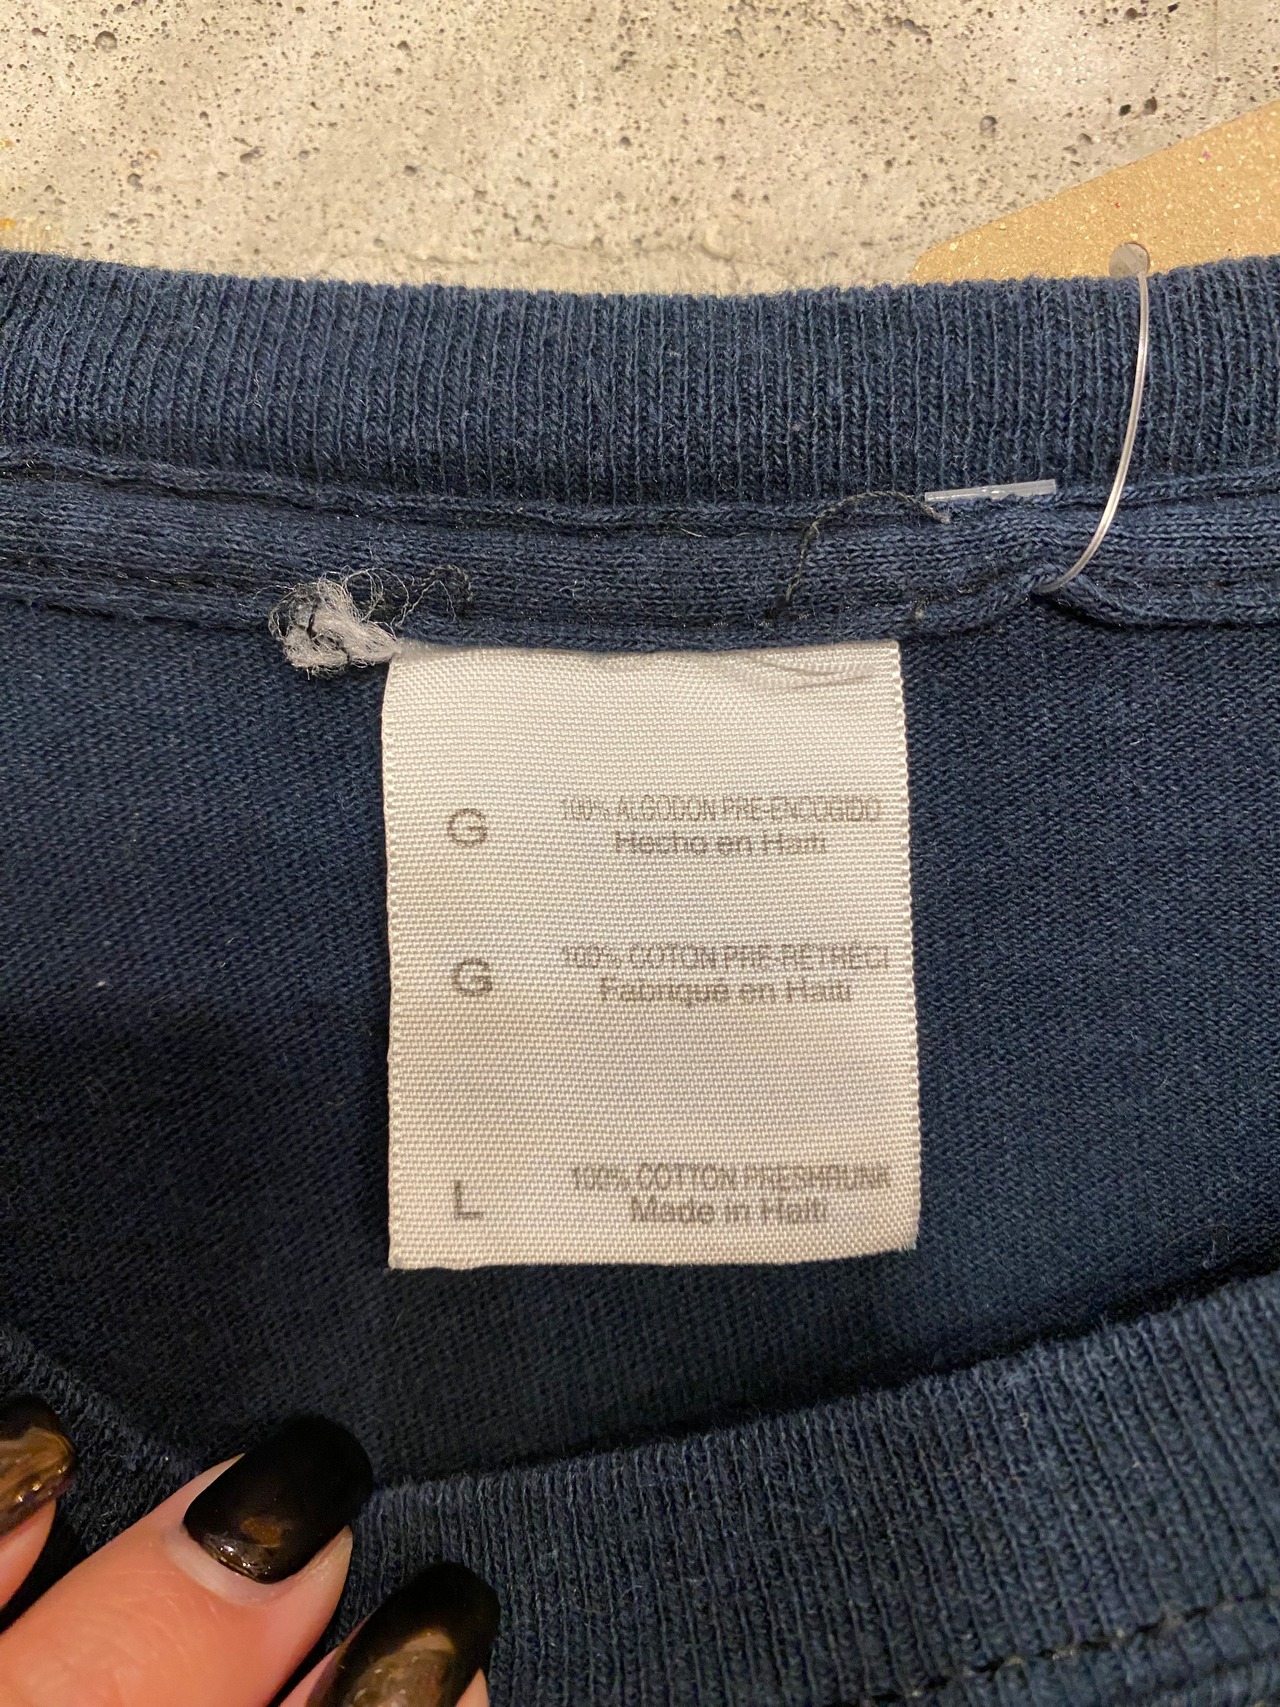 G 100% ALGODON PRE-ENCOGIDO
Hecho en Haiti
G 100% COTON PRE-RETRÉCI
Fabriqué en Haiti
L 100% COTTON PRESHRUNK
Made in Haiti